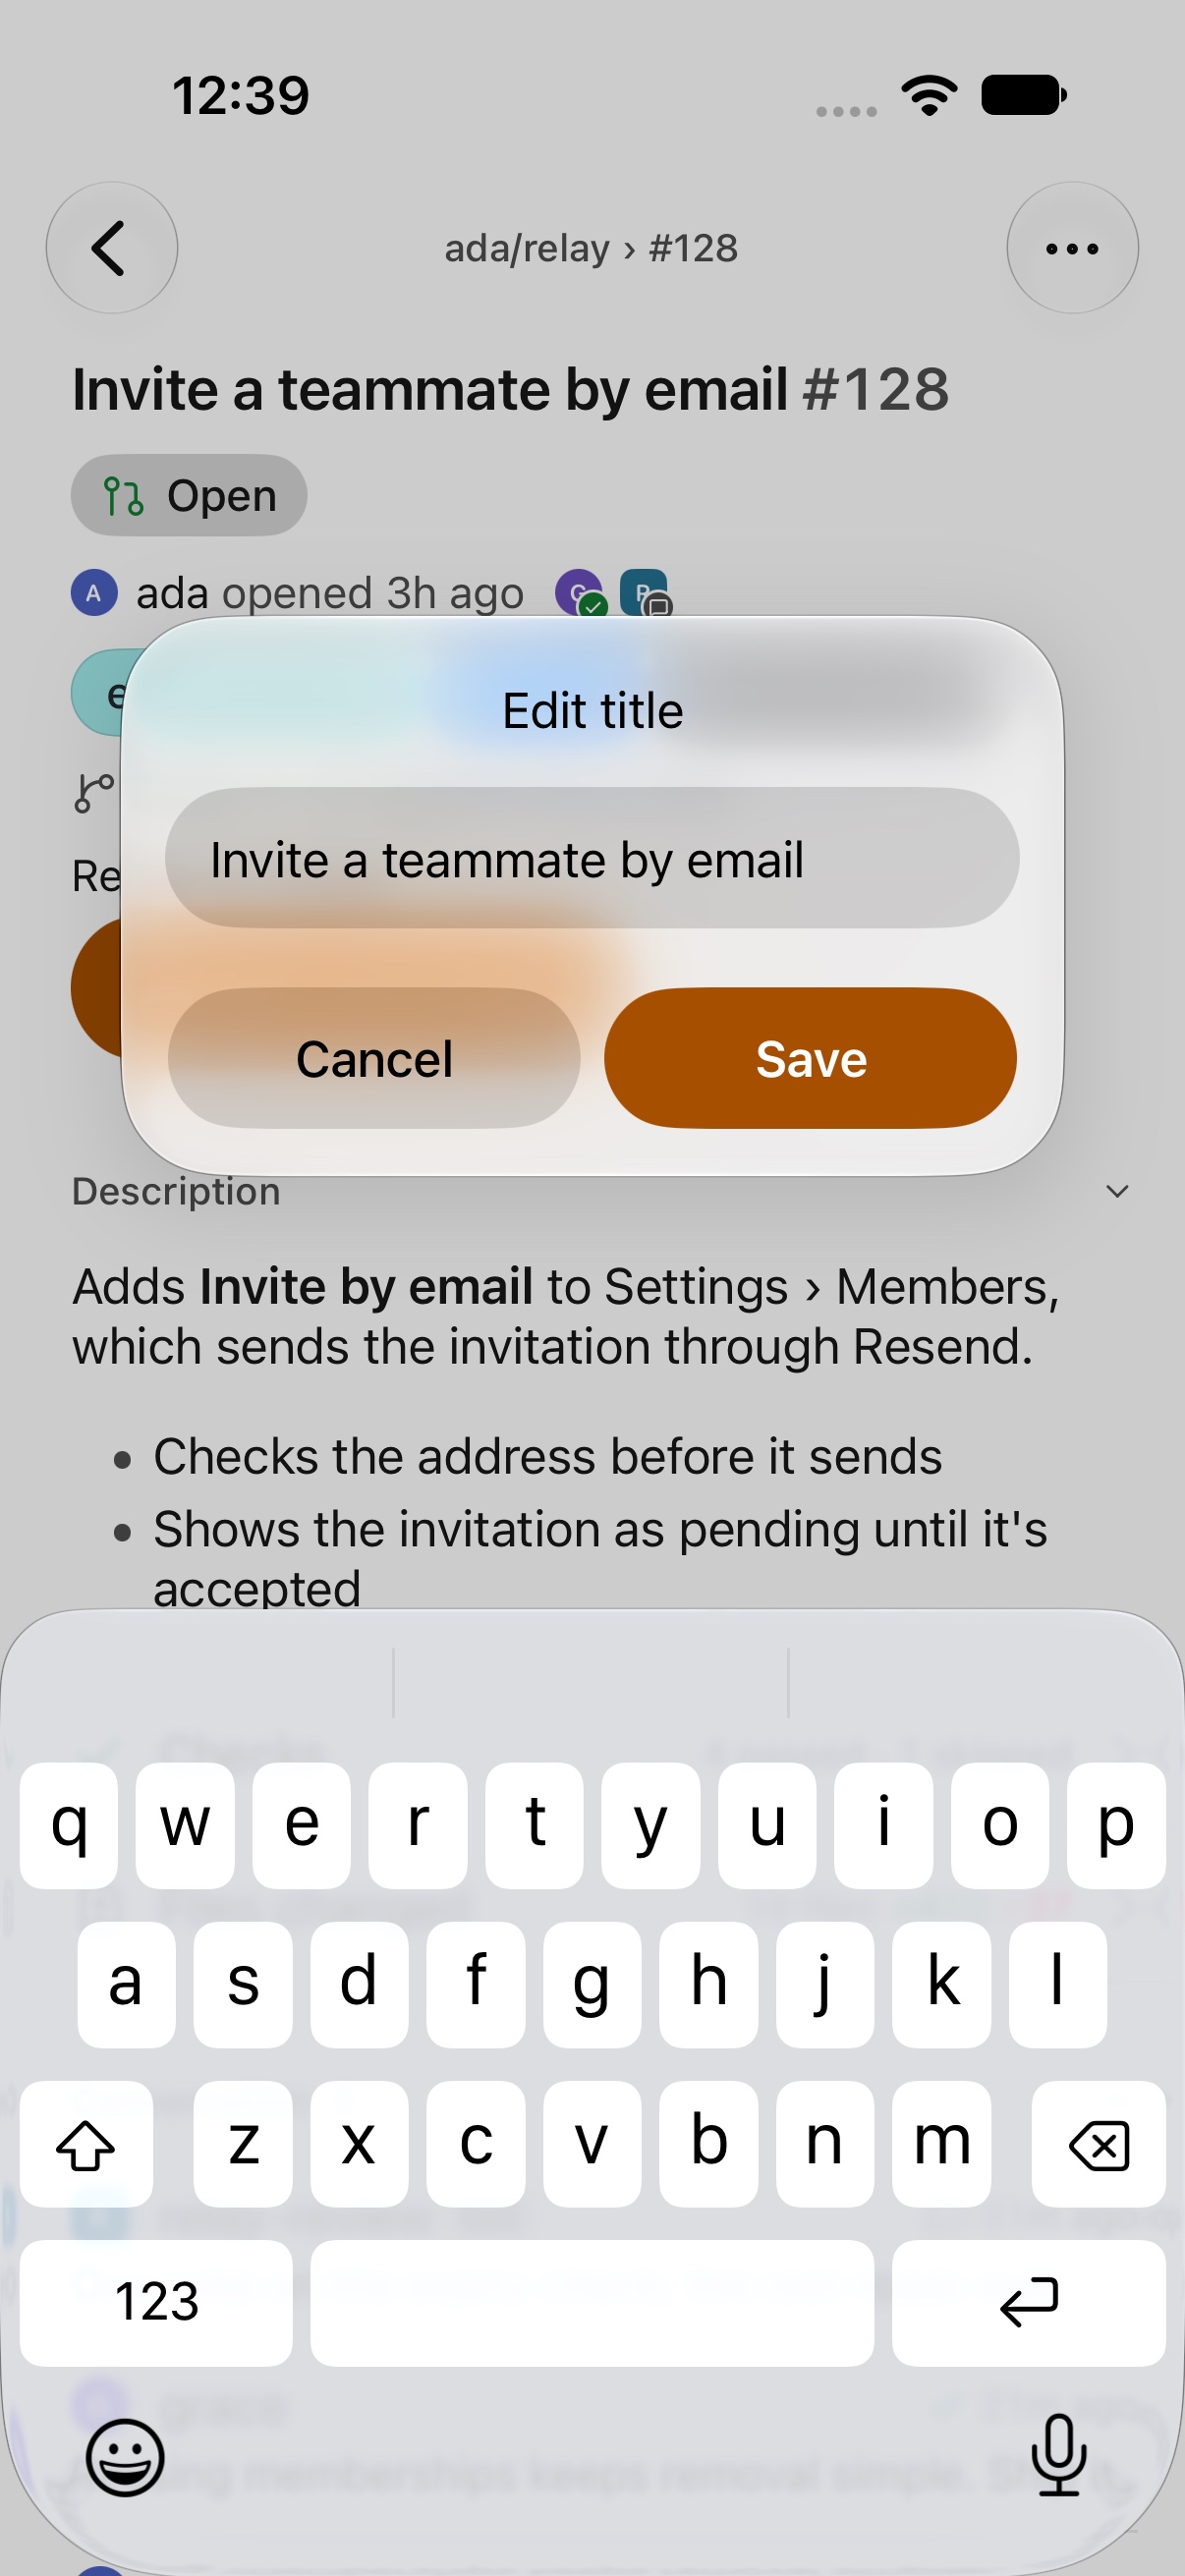 12:39
ada/relay › #128
Invite a teammate by email #128
Open
A ada opened 3h ago
Edit title
Invite a teammate by email
Re
Cancel
Save
Description
Adds Invite by email to Settings › Members,
which sends the invitation through Resend.
• Checks the address before it sends
• Shows the invitation as pending until it's
accepted
q w e r t y u i o p
a s d f g h j k l
z x c v b n m
123